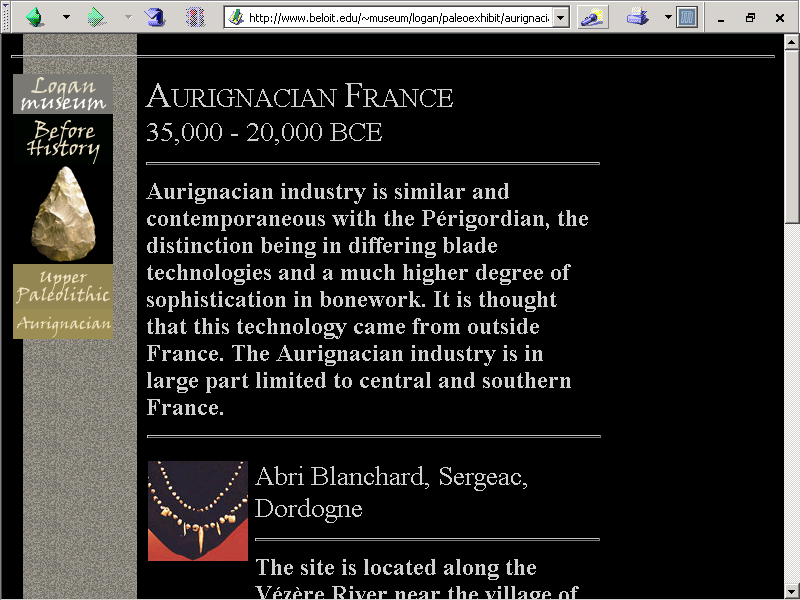 http://www.beloit.edu/~museum/logan/paleoexhibit/aurignaci
Logan
museum
Before
History
Upper
Paleolithic
Aurignacian
AURIGNACIAN FRANCE
35,000 - 20,000 BCE
Aurignacian industry is similar and
contemporaneous with the Périgordian, the
distinction being in differing blade
technologies and a much higher degree of
sophistication in bonework. It is thought
that this technology came from outside
France. The Aurignacian industry is in
large part limited to central and southern
France.
Abri Blanchard, Sergeac,
Dordogne
The site is located along the
Vézère River near the village of